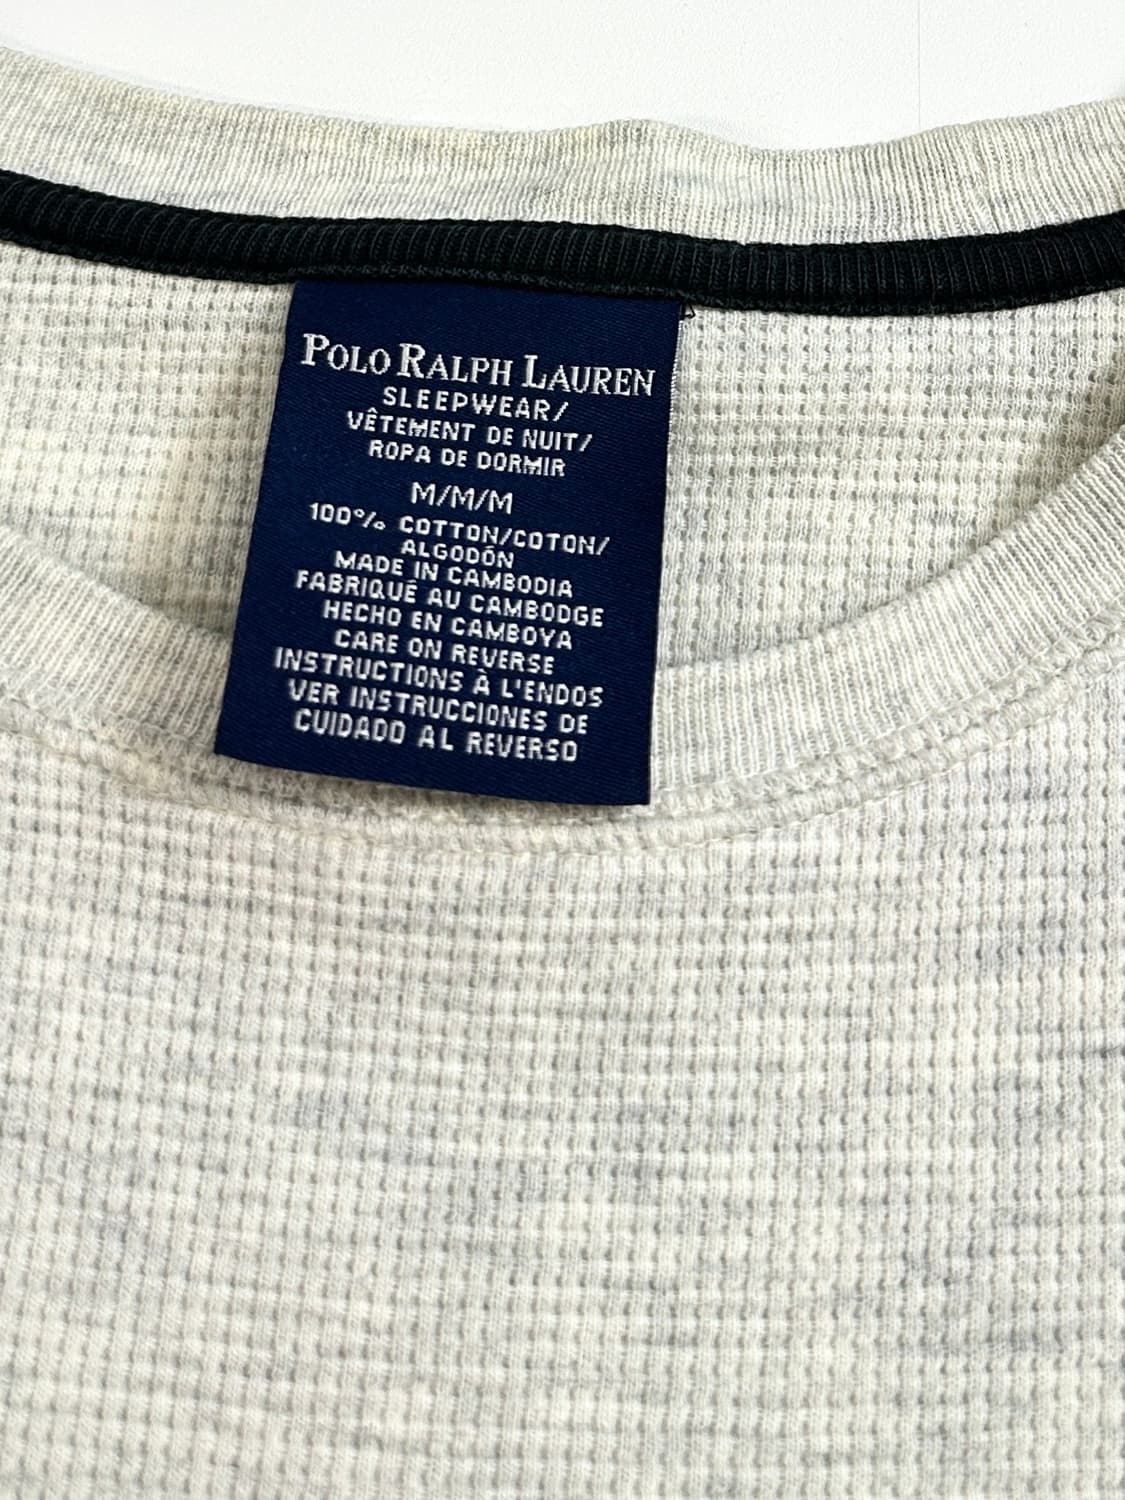 POLO RALPH LAUREN
SLEEPWEAR/
VÊTEMENT DE NUIT/
ROPA DE DORMIR
M/M/M
100% COTTON/COTON/
ALGODÓN
MADE IN CAMBODIA
FABRIQUÉ AU CAMBODGE
HECHO EN CAMBOYA
CARE ON REVERSE
INSTRUCTIONS À L'ENDOS
VER INSTRUCCIONES DE
CUIDADO AL REVERSO